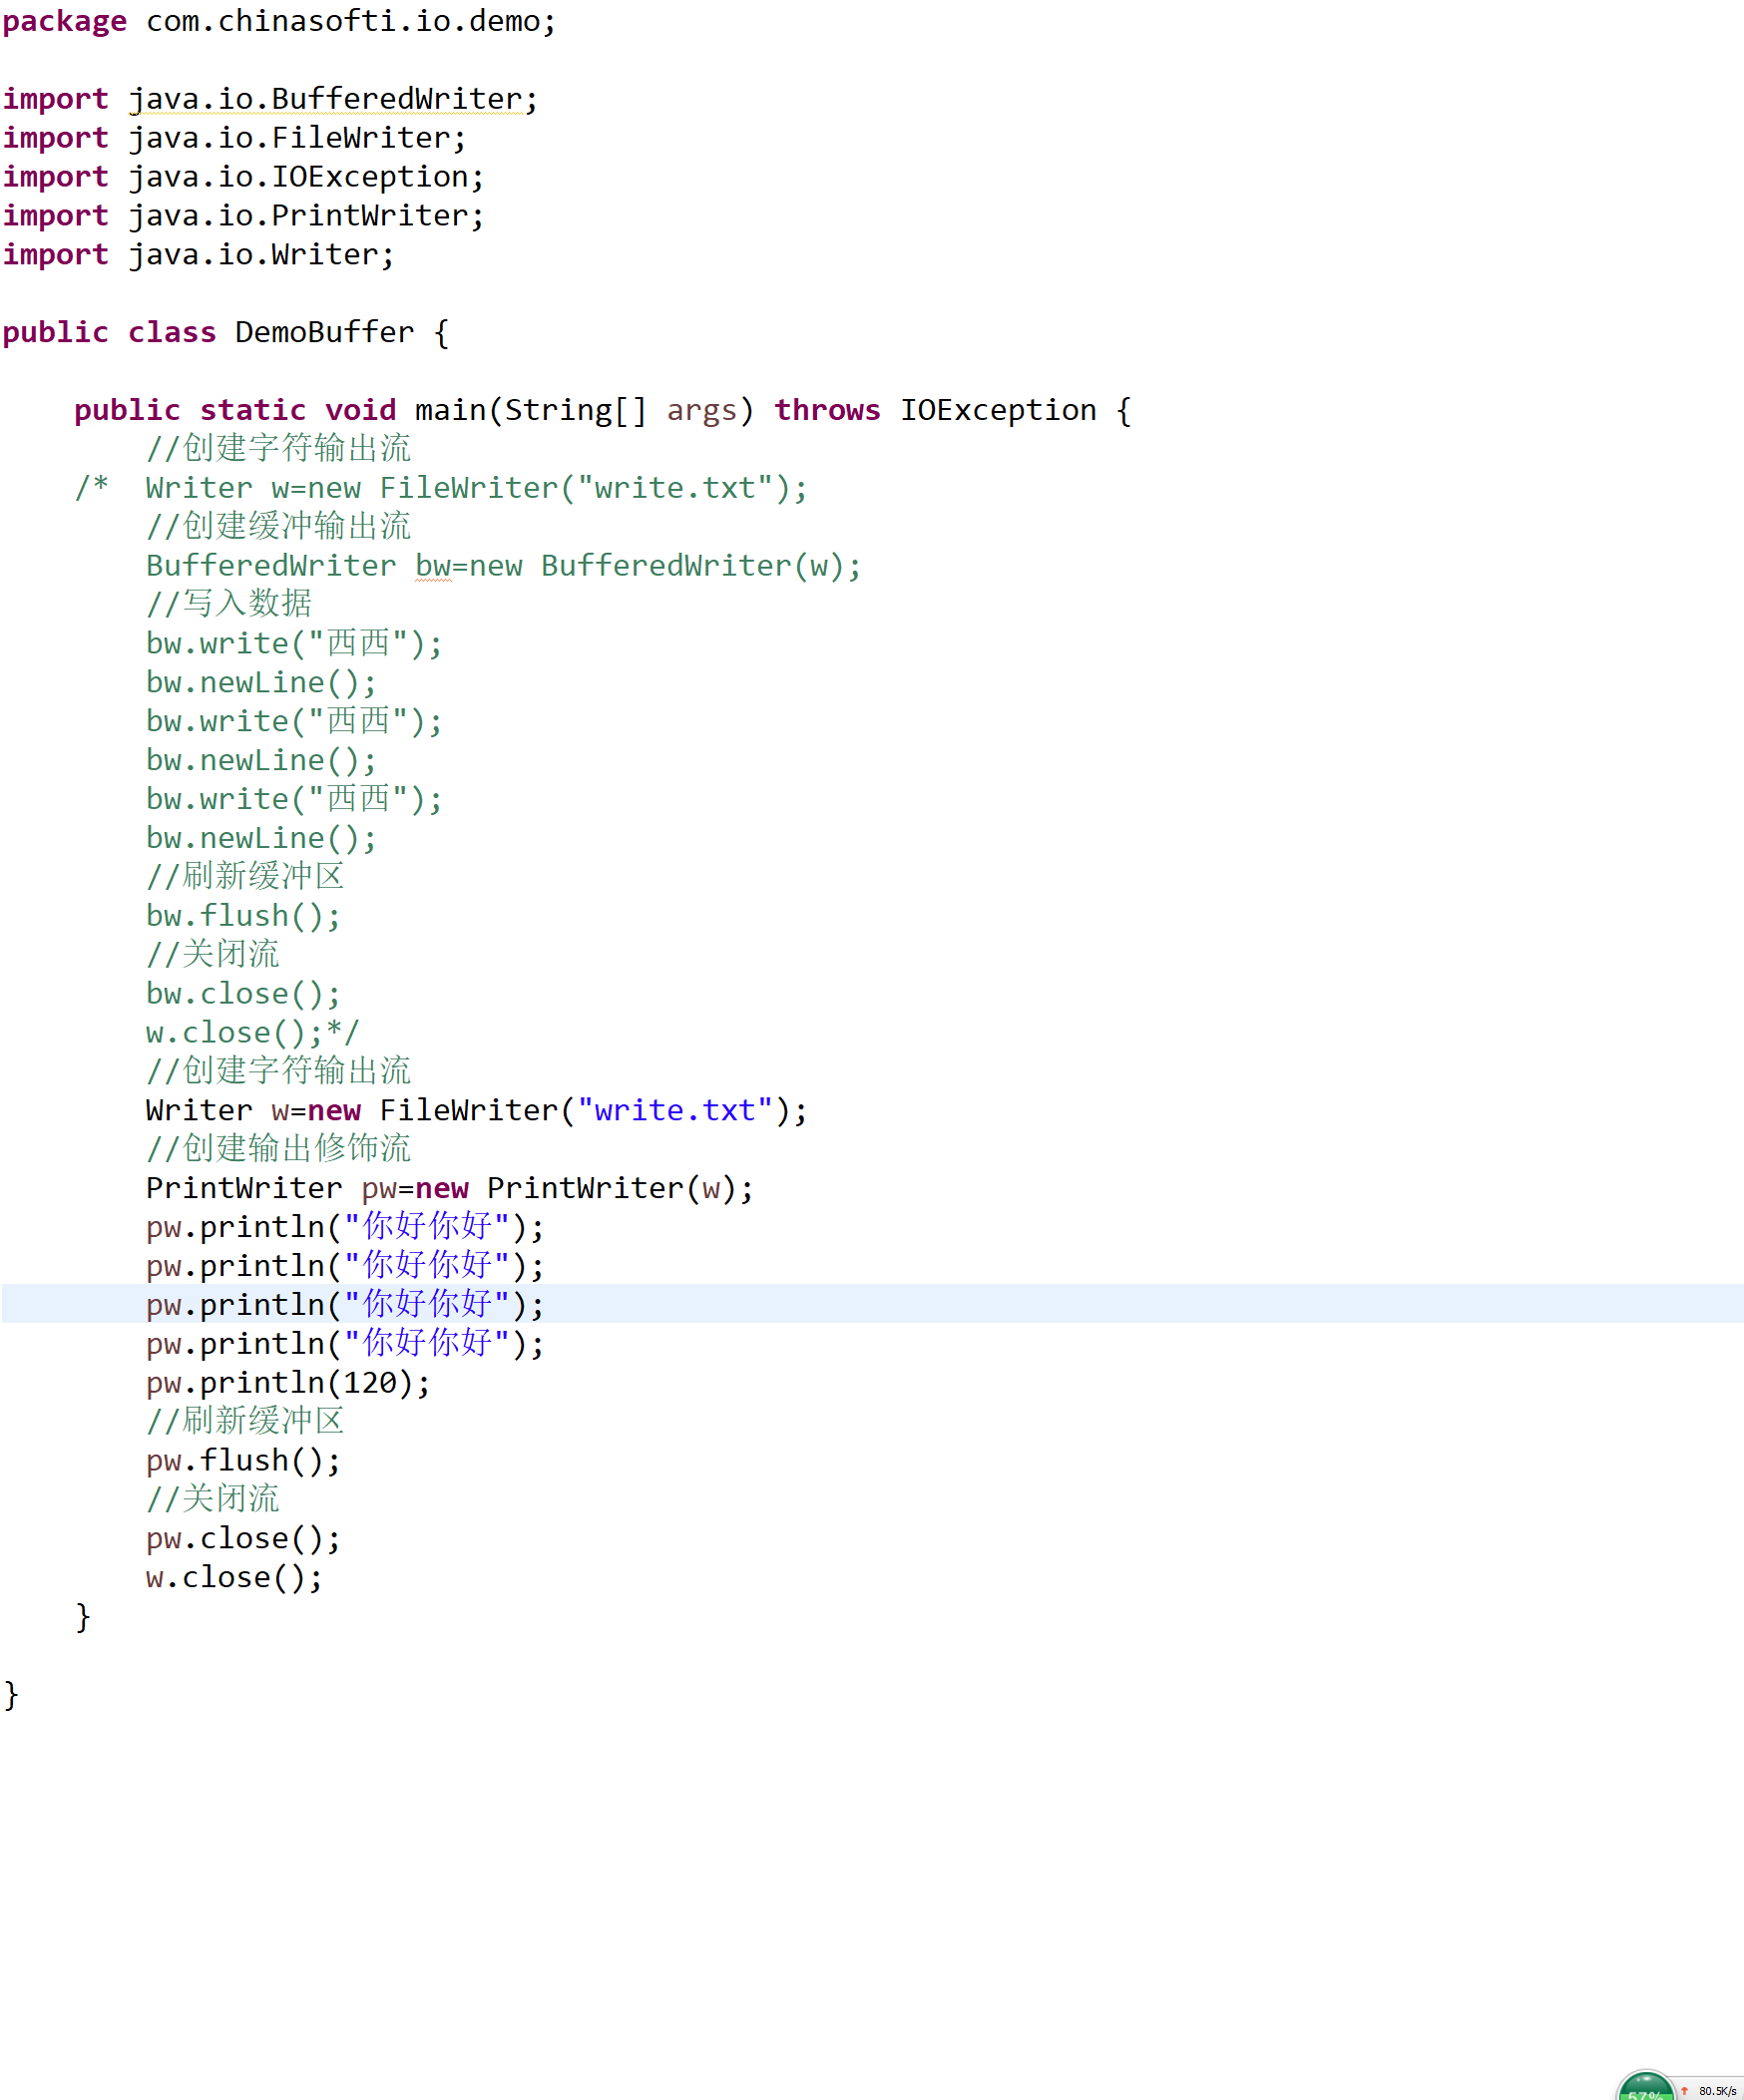 package com.chinasofti.io.demo;
import java.io.BufferedWriter;
import java.io.FileWriter;
import java.io.IOException;
import java.io.PrintWriter;
import java.io.Writer;
public class DemoBuffer {
public static void main(String[] args) throws IOException {
//创建字符输出流
/* Writer w=new FileWriter("write.txt");
//创建缓冲输出流
BufferedWriter bw=new BufferedWriter(w);
//写入数据
bw.write("西西");
bw.newLine();
bw.write("西西");
bw.newLine();
bw.write("西西");
bw.newLine();
//刷新缓冲区
bw.flush();
//关闭流
bw.close();
w.close();*/
//创建字符输出流
Writer w=new FileWriter("write.txt");
//创建输出修饰流
PrintWriter pw=new PrintWriter(w);
pw.println("你好你好");
pw.println("你好你好");
pw.println("你好你好");
pw.println("你好你好");
pw.println(120);
//刷新缓冲区
pw.flush();
//关闭流
pw.close();
w.close();
}
}
57% 80.5K/s